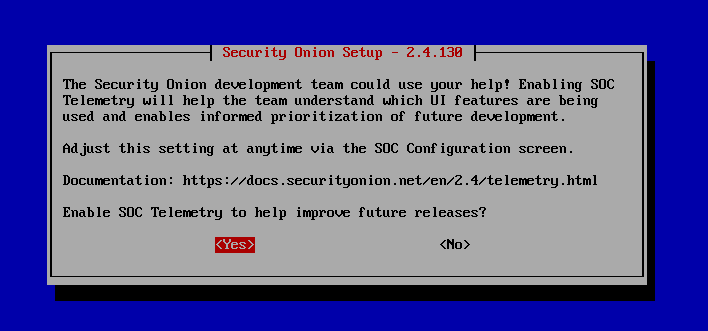 Security Onion Setup - 2.4.130
The Security Onion development team could use your help! Enabling SOC
Telemetry will help the team understand which UI features are being
used and enables informed prioritization of future development.
Adjust this setting at anytime via the SOC Configuration screen.
Documentation: https://docs.securityonion.net/en/2.4/telemetry.html
Enable SOC Telemetry to help improve future releases?
<Yes> <No>